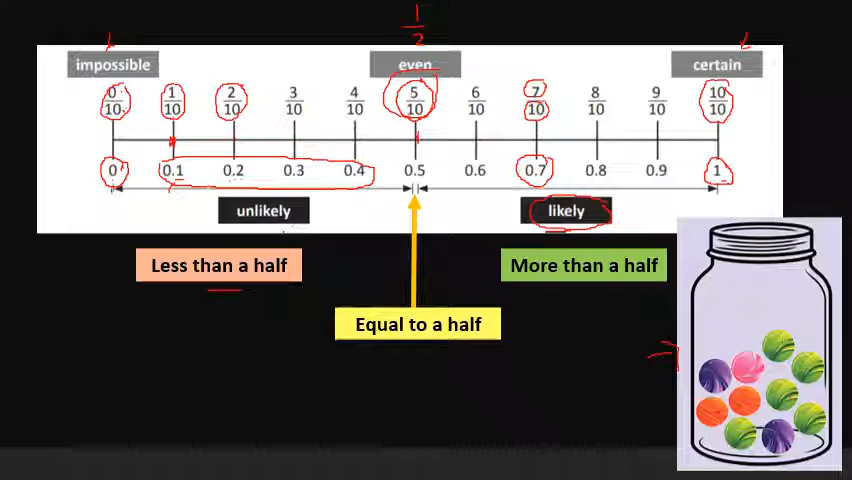 1
2
impossible
even
certain
0 1 2 3 4 5 6 7 8 9 10
10 10 10 10 10 10 10 10 10 10 10
0 0.1 0.2 0.3 0.4 0.5 0.6 0.7 0.8 0.9 1
unlikely
likely
Less than a half
More than a half
Equal to a half